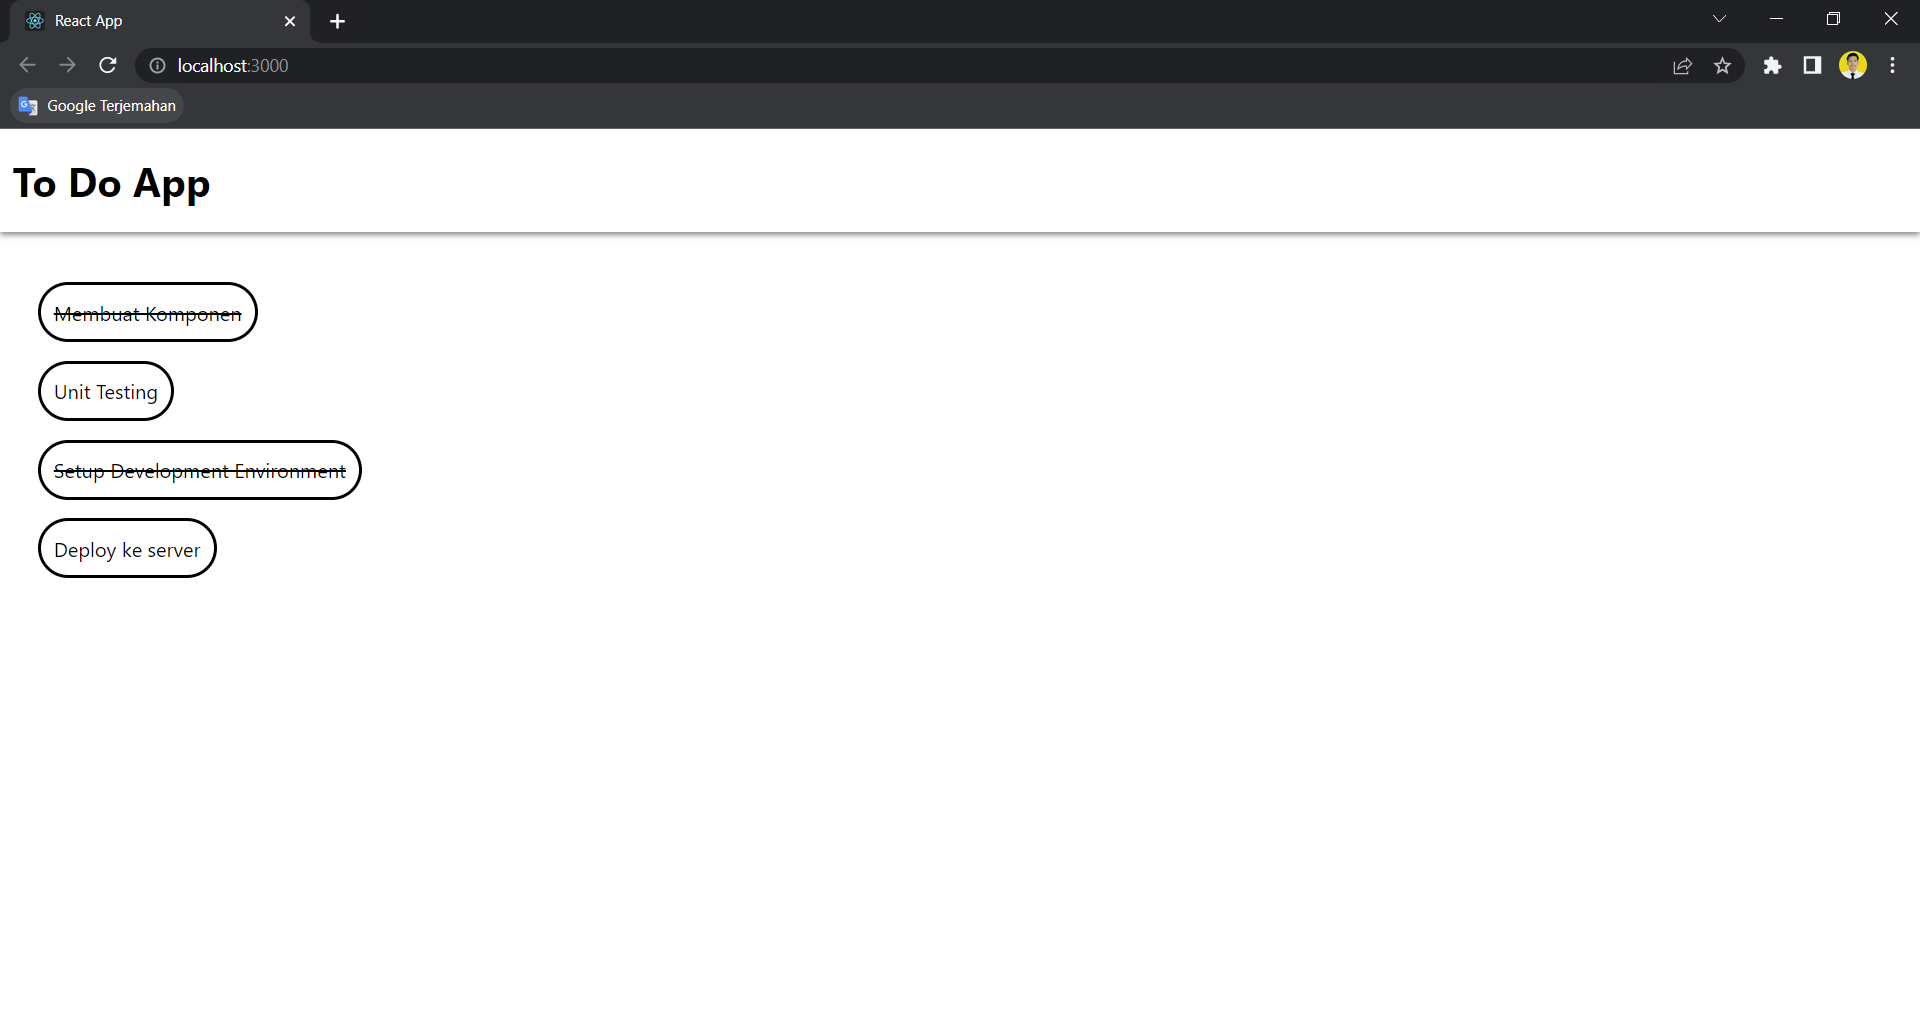 React App
localhost:3000
Google Terjemahan
To Do App
Membuat Komponen
Unit Testing
Setup Development Environment
Deploy ke server